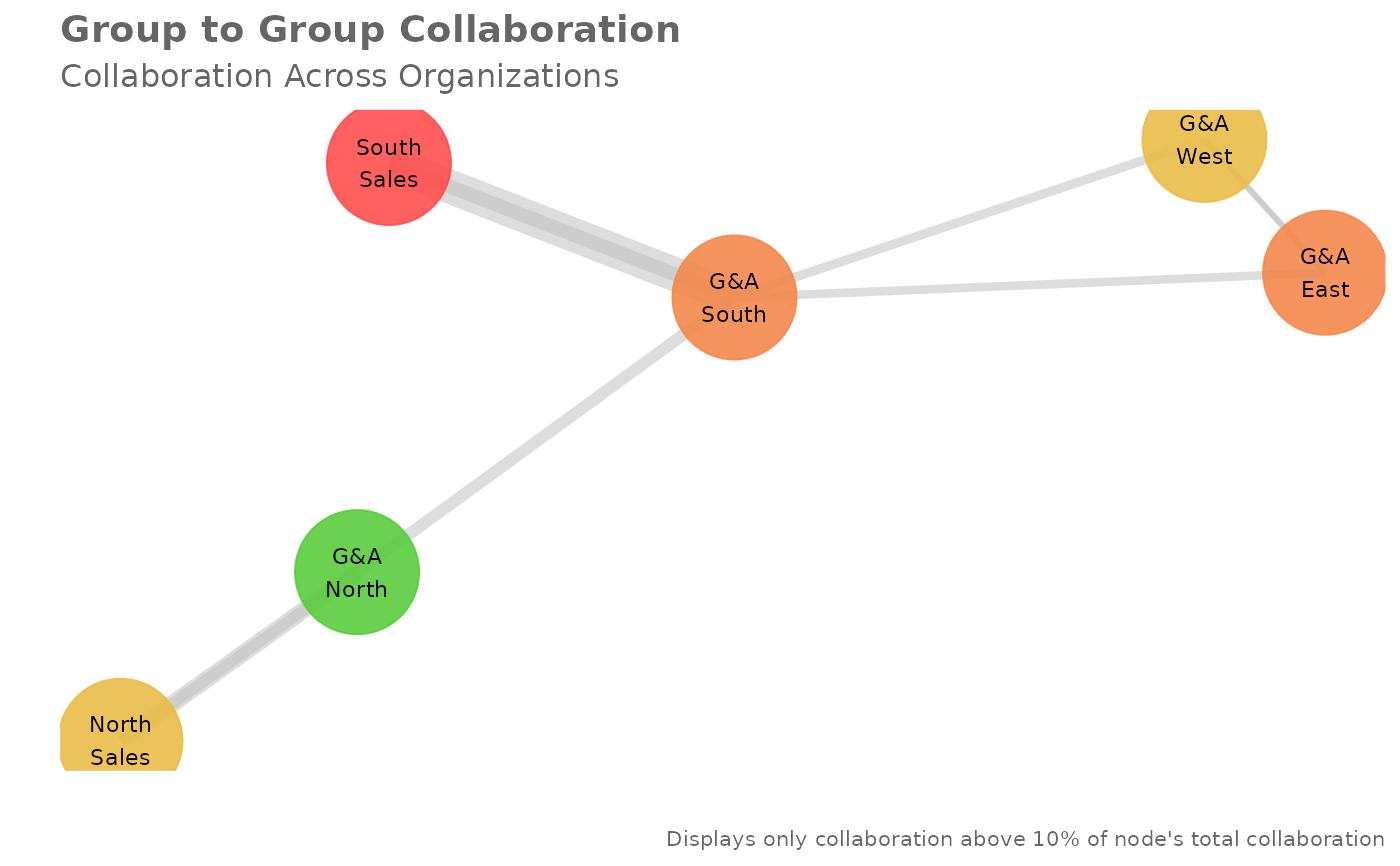 Group to Group Collaboration
Collaboration Across Organizations
South
Sales
G&A
West
G&A
South
G&A
East
G&A
North
North
Sales
Displays only collaboration above 10% of node's total collaboration